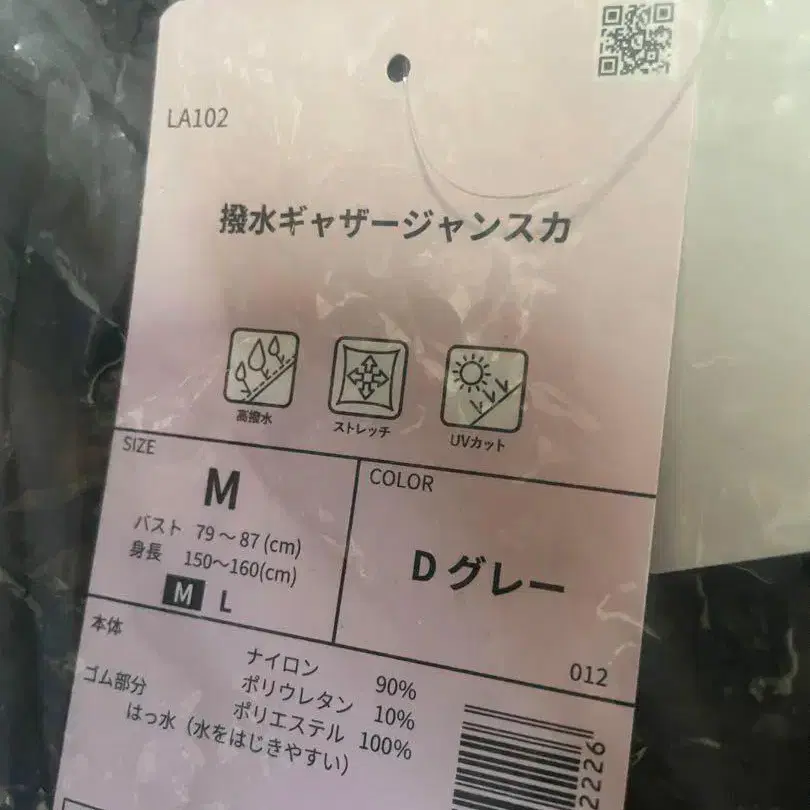 LA102
撥水ギャザージャンスカ
高撥水
ストレッチ
UVカット
SIZE
M
バスト 79～87(cm)
身長 150～160(cm)
M L
COLOR
Dグレー
012
本体 ナイロン 90%
ポリウレタン 10%
ゴム部分 ポリエステル 100%
はっ水（水をはじきやすい）
2226